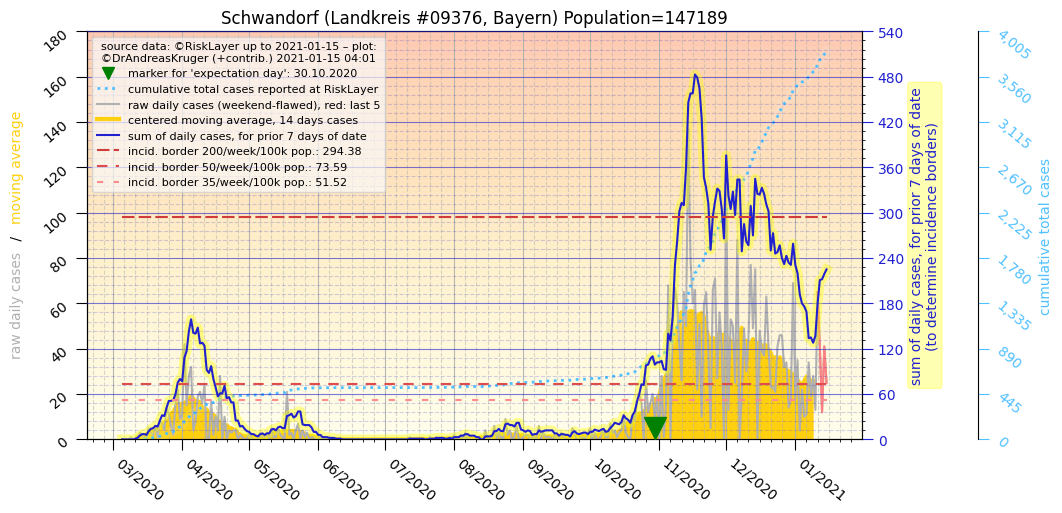 Schwandorf (Landkreis #09376, Bayern) Population=147189
source data: ©RiskLayer up to 2021-01-15 – plot:
©DrAndreasKruger (+contrib.) 2021-01-15 04:01
marker for 'expectation day': 30.10.2020
cumulative total cases reported at RiskLayer
raw daily cases (weekend-flawed), red: last 5
centered moving average, 14 days cases
sum of daily cases, for prior 7 days of date
incid. border 200/week/100k pop.: 294.38
incid. border 50/week/100k pop.: 73.59
incid. border 35/week/100k pop.: 51.52
raw daily cases / moving average
180
160
140
120
100
80
60
40
20
0
03/2020
04/2020
05/2020
06/2020
07/2020
08/2020
09/2020
10/2020
11/2020
12/2020
01/2021
540
480
420
360
300
240
180
120
60
0
sum of daily cases, for prior 7 days of date
(to determine incidence borders)
4,005
3,560
3,115
2,670
2,225
1,780
1,335
890
445
0
cumulative total cases